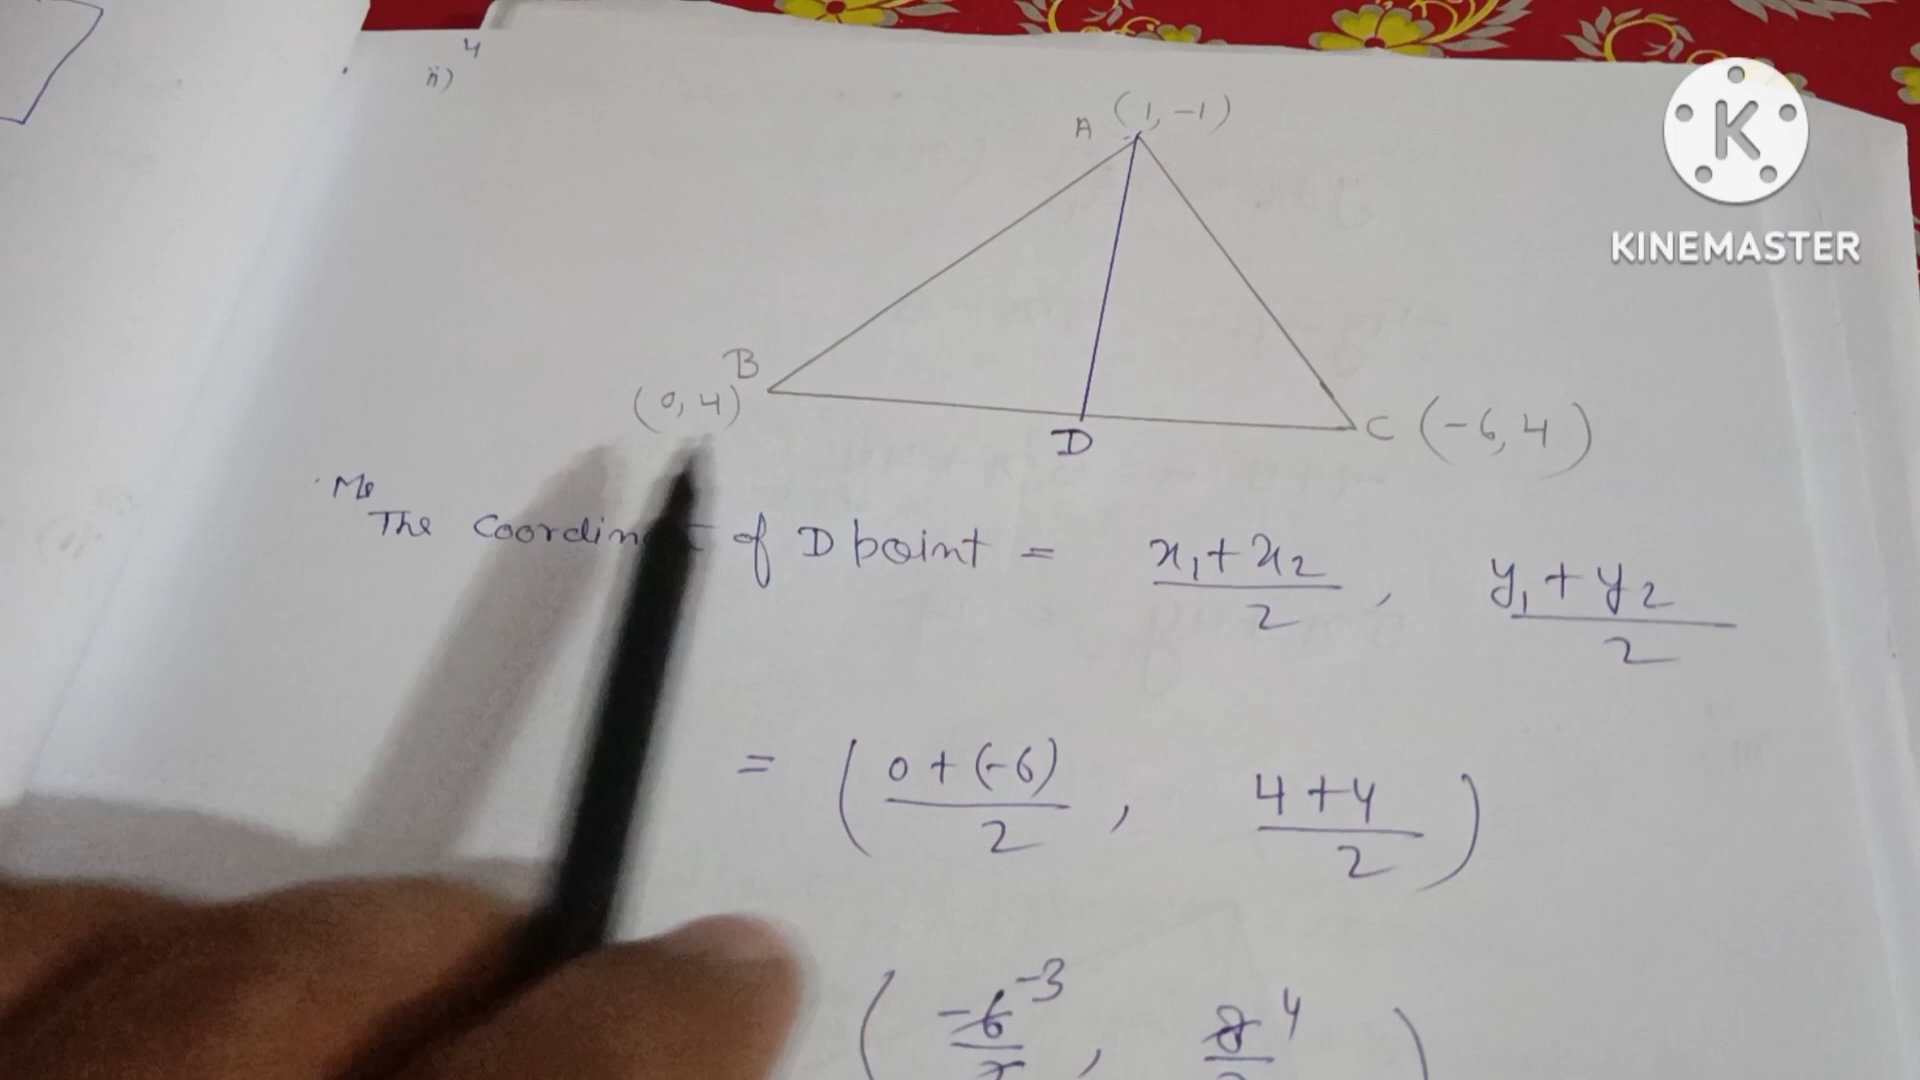 4
ii)
A (1, -1)
K
KINEMASTER
B
(0, 4)
D
C (-6, 4)
Me
The Coordin t of D point = x₁+x₂/2 , y₁+y₂/2
= (0+(-6)/2 , 4+4/2)
(-6/2 -3 , 8/2 4)